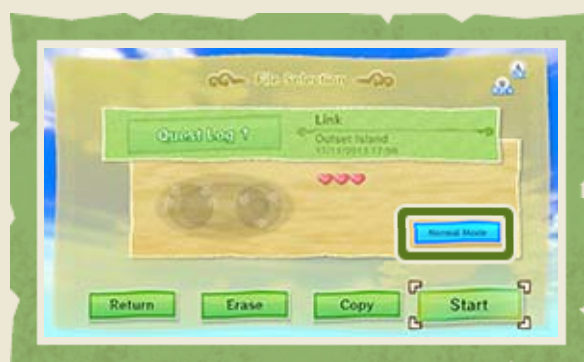 File Selection
Quest Log 1
Link
Outset Island
Normal Mode
Return
Erase
Copy
Start